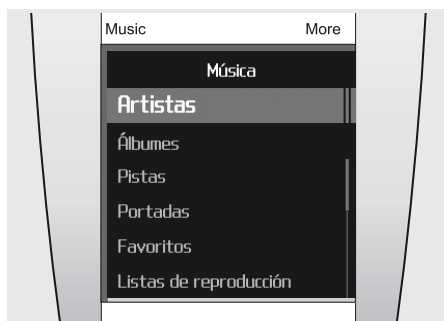 Music More
Música
Artistas
Álbumes
Pistas
Portadas
Favoritos
Listas de reproducción